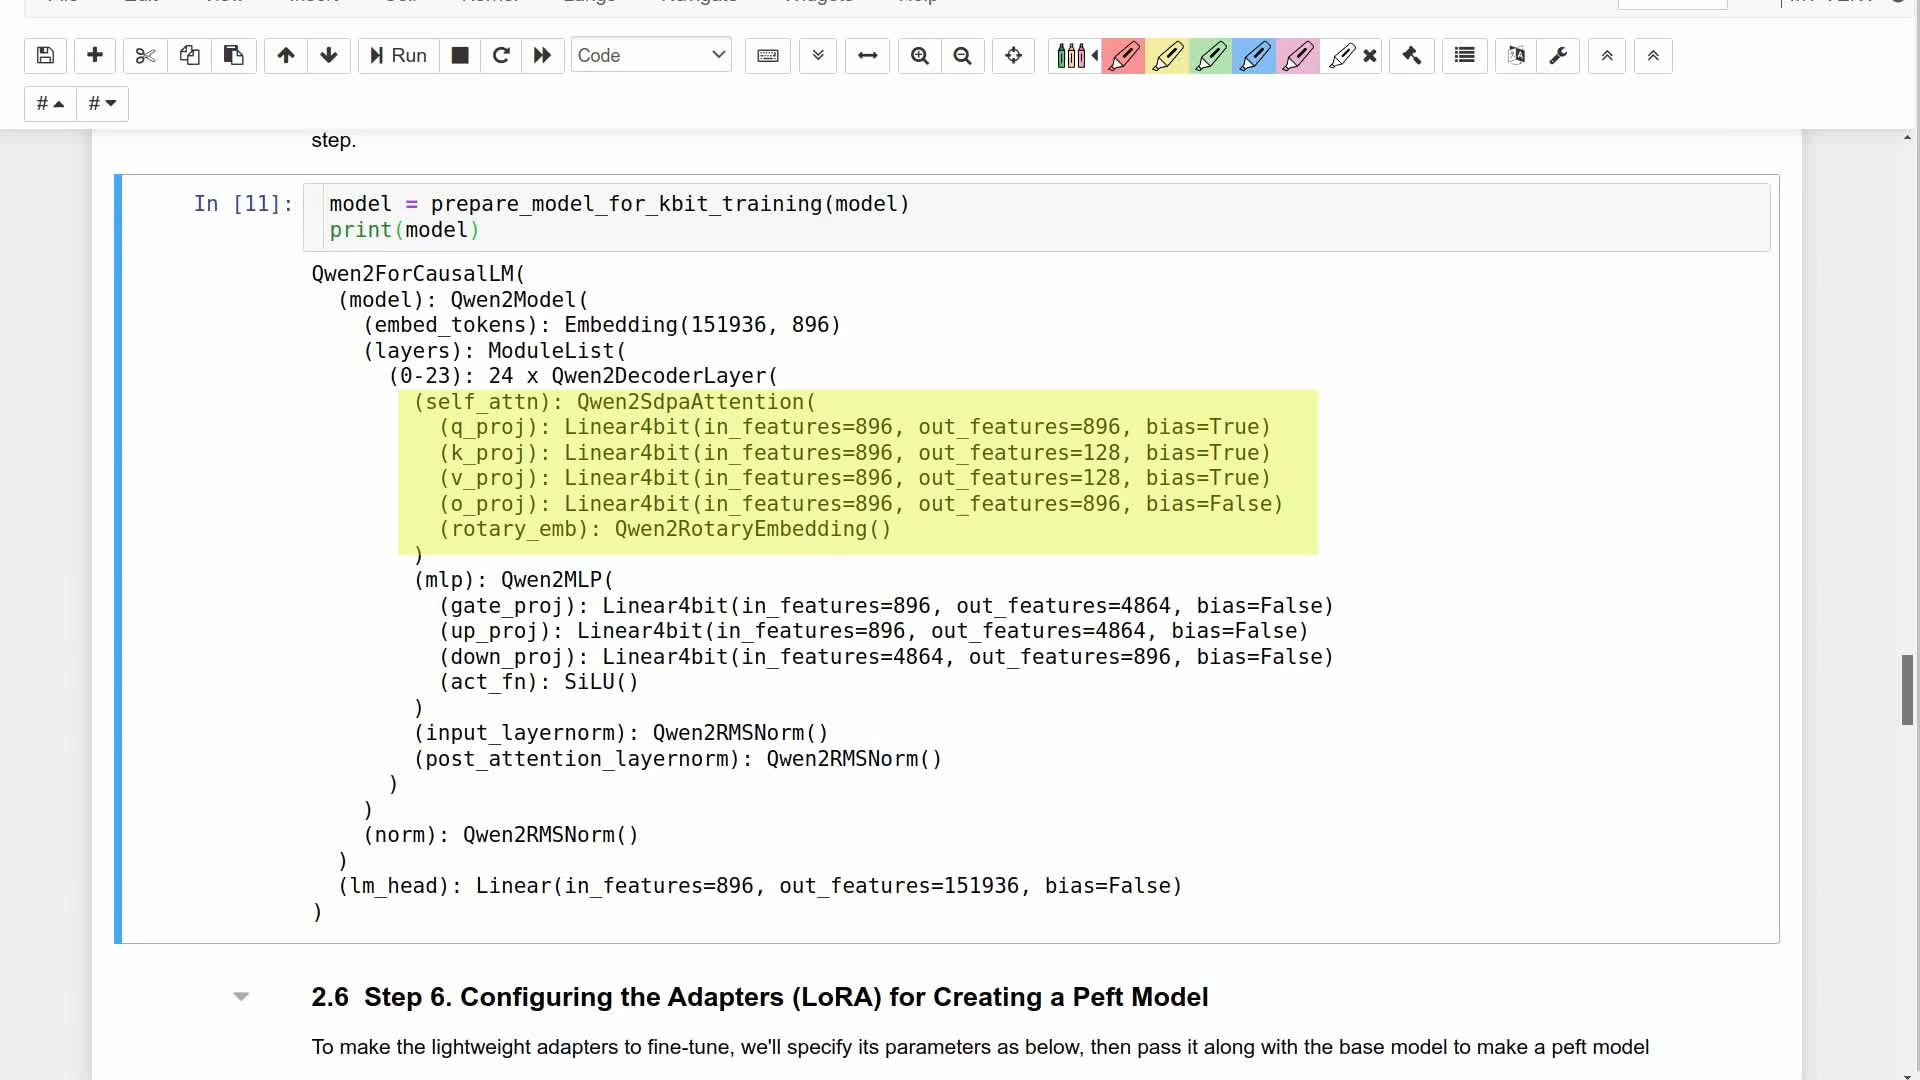 Run
Code
#
#
step.
In [11]:
model = prepare_model_for_kbit_training(model)
print(model)
Qwen2ForCausalLM(
(model): Qwen2Model(
(embed_tokens): Embedding(151936, 896)
(layers): ModuleList(
(0-23): 24 x Qwen2DecoderLayer(
(self_attn): Qwen2SdpaAttention(
(q_proj): Linear4bit(in_features=896, out_features=896, bias=True)
(k_proj): Linear4bit(in_features=896, out_features=128, bias=True)
(v_proj): Linear4bit(in_features=896, out_features=128, bias=True)
(o_proj): Linear4bit(in_features=896, out_features=896, bias=False)
(rotary_emb): Qwen2RotaryEmbedding()
)
(mlp): Qwen2MLP(
(gate_proj): Linear4bit(in_features=896, out_features=4864, bias=False)
(up_proj): Linear4bit(in_features=896, out_features=4864, bias=False)
(down_proj): Linear4bit(in_features=4864, out_features=896, bias=False)
(act_fn): SiLU()
)
(input_layernorm): Qwen2RMSNorm()
(post_attention_layernorm): Qwen2RMSNorm()
)
)
(norm): Qwen2RMSNorm()
)
(lm_head): Linear(in_features=896, out_features=151936, bias=False)
)
2.6 Step 6. Configuring the Adapters (LoRA) for Creating a Peft Model
To make the lightweight adapters to fine-tune, we'll specify its parameters as below, then pass it along with the base model to make a peft model